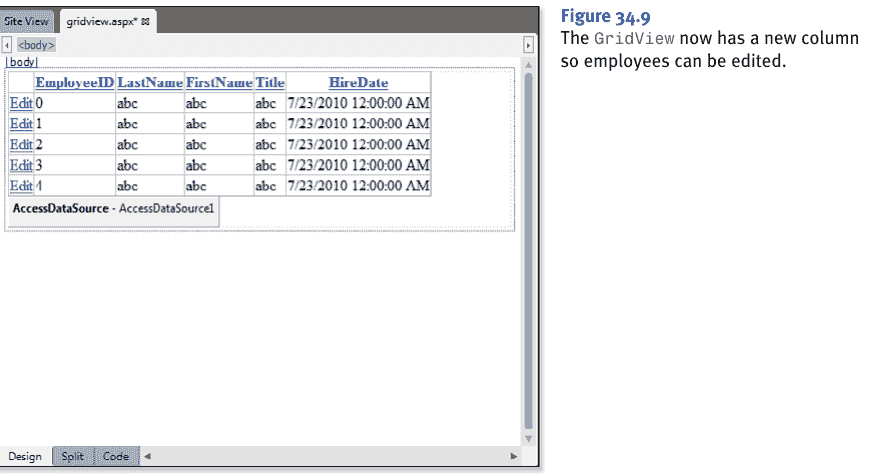 Site View gridview.aspx*
<body>
body
EmployeeID LastName FirstName Title HireDate
Edit 0 abc abc abc 7/23/2010 12:00:00 AM
Edit 1 abc abc abc 7/23/2010 12:00:00 AM
Edit 2 abc abc abc 7/23/2010 12:00:00 AM
Edit 3 abc abc abc 7/23/2010 12:00:00 AM
Edit 4 abc abc abc 7/23/2010 12:00:00 AM
AccessDataSource - AccessDataSource1
Design Split Code
Figure 34.9
The GridView now has a new column
so employees can be edited.